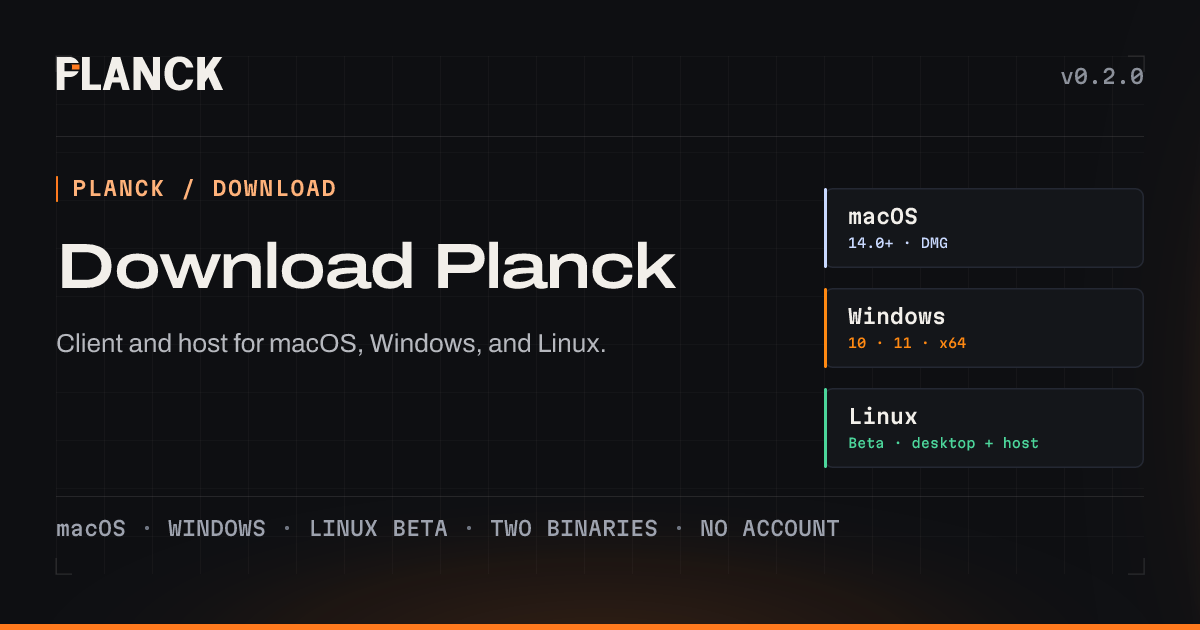 PLANCK
v0.2.0
PLANCK / DOWNLOAD
Download Planck
Client and host for macOS, Windows, and Linux.
macOS
14.0+ · DMG
Windows
10 · 11 · x64
Linux
Beta · desktop + host
macOS · WINDOWS · LINUX BETA · TWO BINARIES · NO ACCOUNT